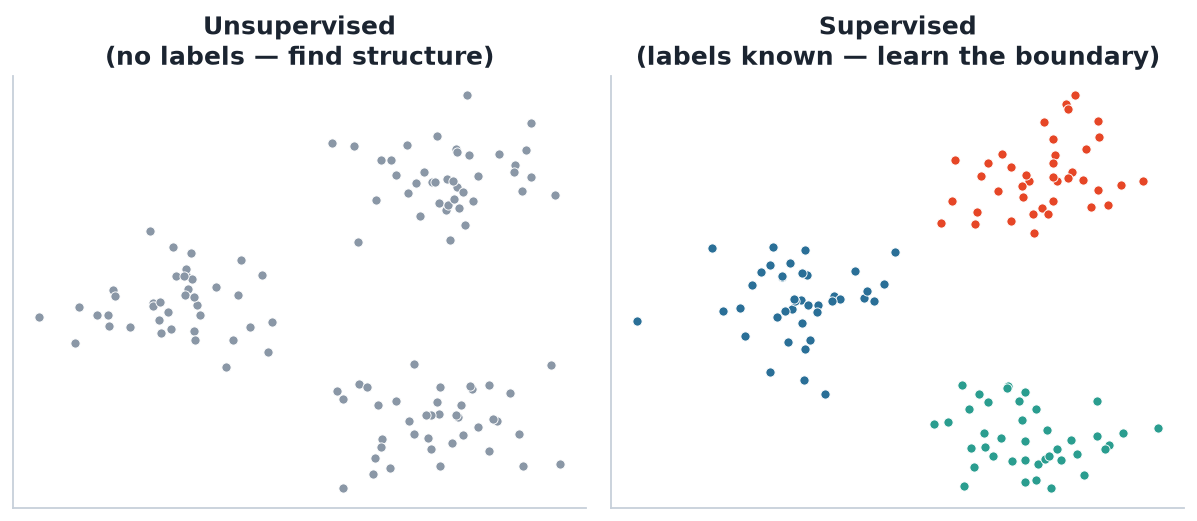 Unsupervised
(no labels — find structure)
Supervised
(labels known — learn the boundary)